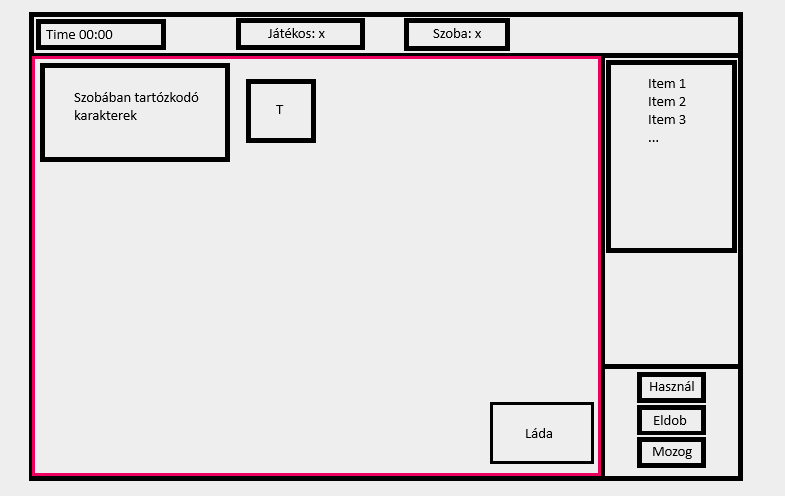 Time 00:00
Játékos: x
Szoba: x
Szobában tartózkodó
karakterek
T
Item 1
Item 2
Item 3
...
Láda
Használ
Eldob
Mozog